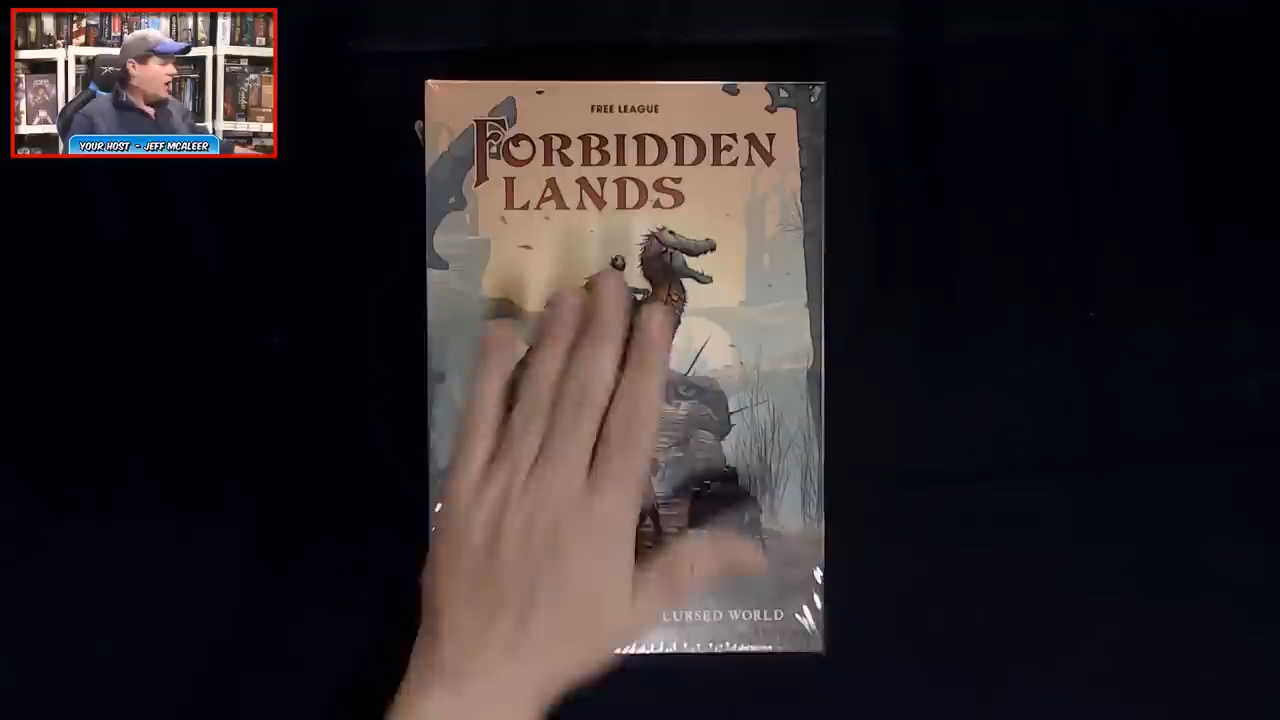 YOUR HOST - JEFF MCALEER
FREE LEAGUE
FORBIDDEN
LANDS
CURSED WORLD